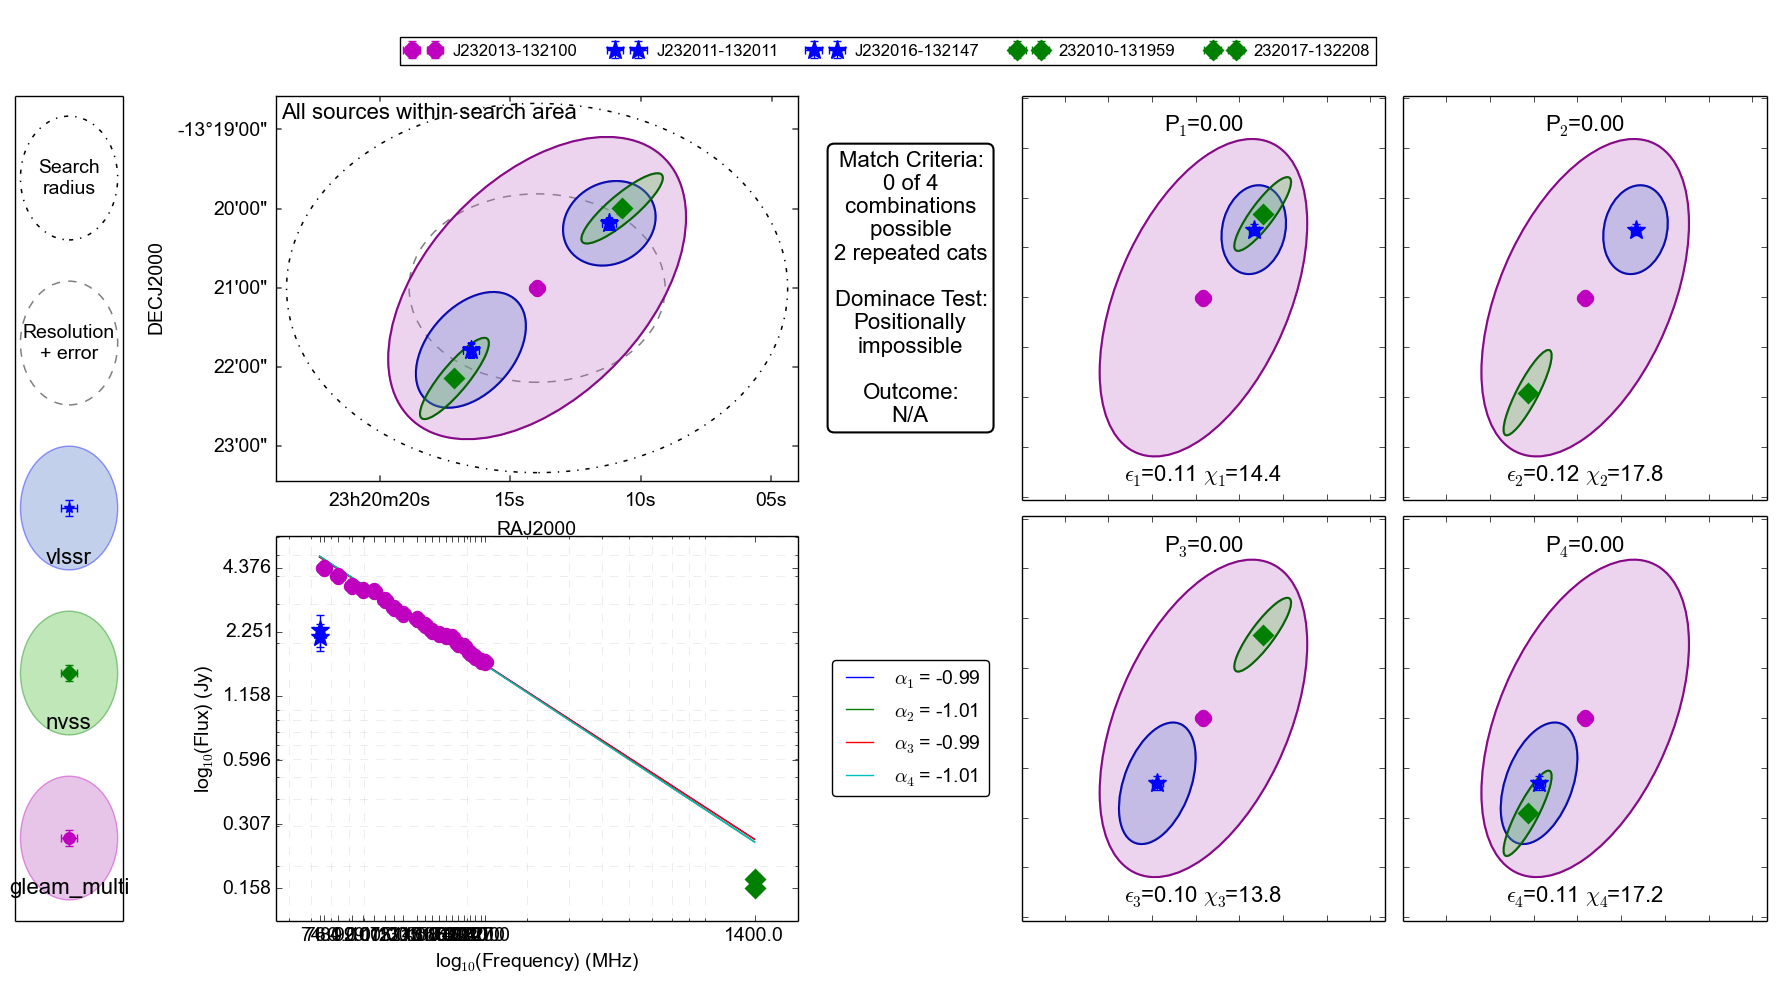 J232013-132100
J232011-132011
J232016-132147
232010-131959
232017-132208
Search
radius
Resolution
+ error
vlssr
nvss
gleam_multi
All sources within search area
DECJ2000
-13°19'00"
20'00"
21'00"
22'00"
23'00"
23h20m20s
15s
10s
05s
RAJ2000
Match Criteria:
0 of 4
combinations
possible
2 repeated cats
Dominace Test:
Positionally
impossible
Outcome:
N/A
P1=0.00
ϵ1=0.11 χ1=14.4
P2=0.00
ϵ2=0.12 χ2=17.8
P3=0.00
ϵ3=0.10 χ3=13.8
P4=0.00
ϵ4=0.11 χ4=17.2
log10(Flux) (Jy)
4.376
2.251
1.158
0.596
0.307
0.158
1400.0
log10(Frequency) (MHz)
α1 = -0.99
α2 = -1.01
α3 = -0.99
α4 = -1.01